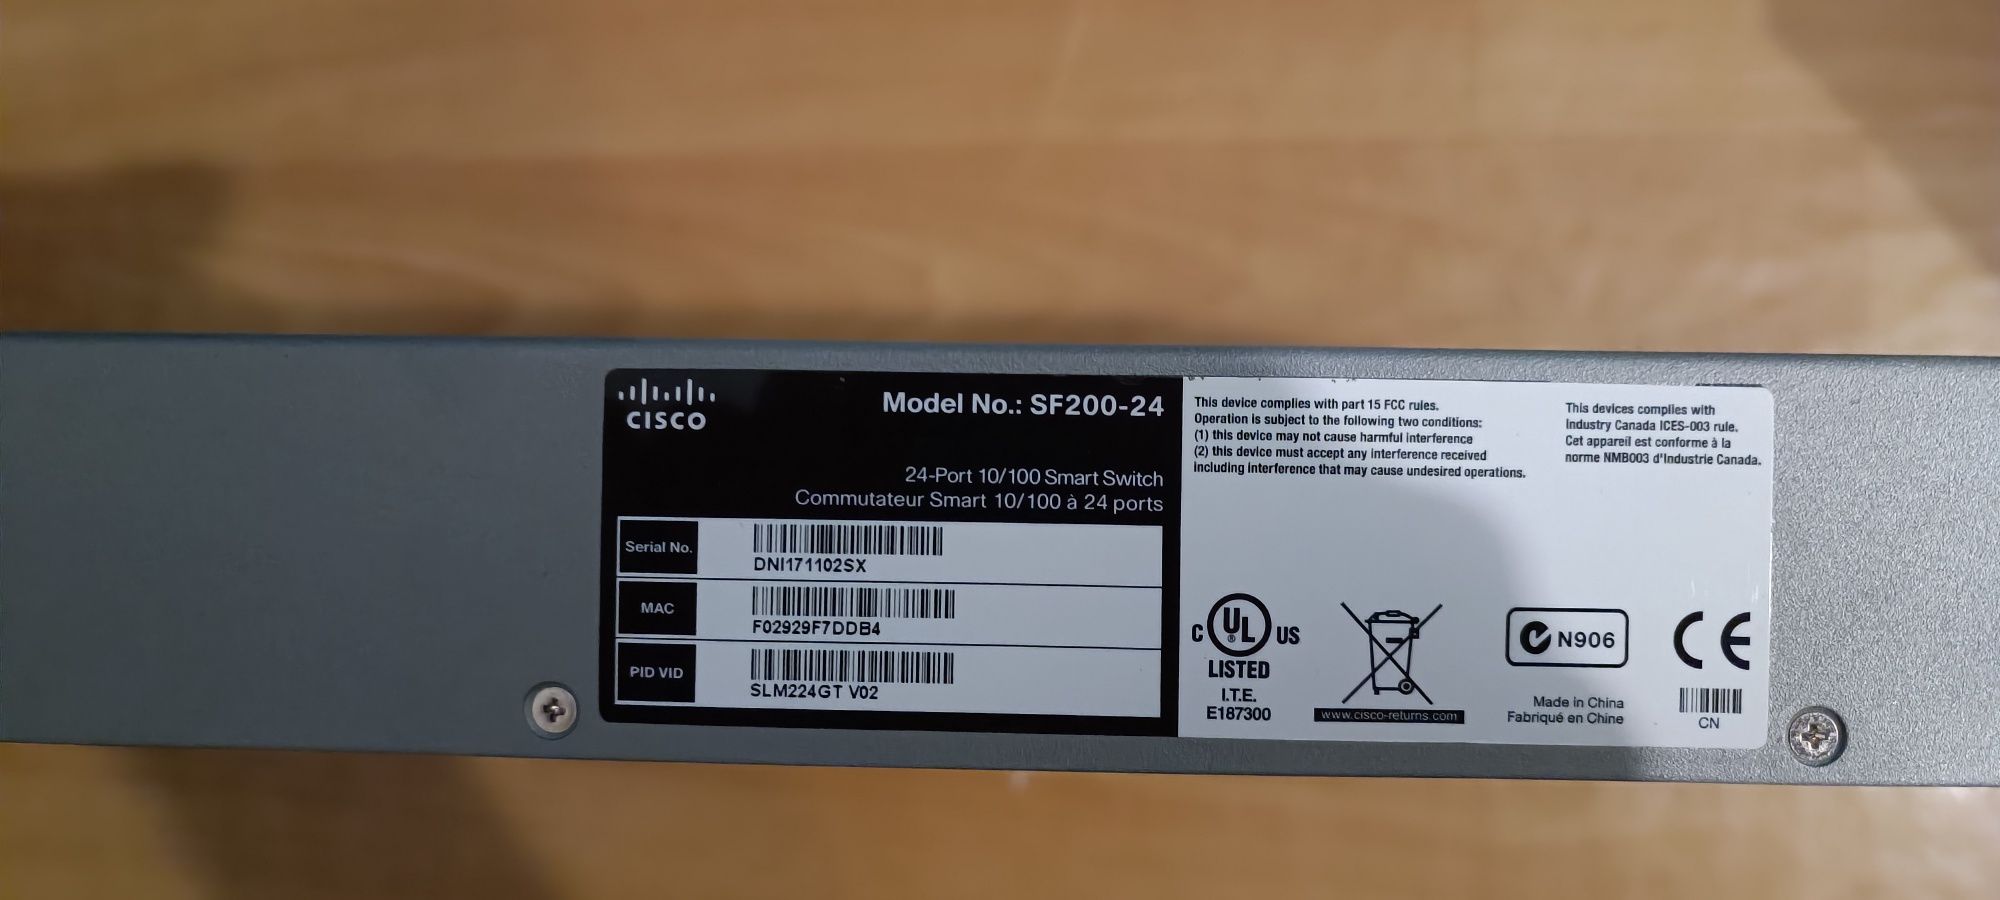 CISCO
Model No.: SF200-24
24-Port 10/100 Smart Switch
Commutateur Smart 10/100 à 24 ports
Serial No.
DNI171102SX
MAC
F02929F7DDB4
PID VID
SLM224GT V02
This device complies with part 15 FCC rules.
Operation is subject to the following two conditions:
(1) this device may not cause harmful interference
(2) this device must accept any interference received
including interference that may cause undesired operations.
This devices complies with
Industry Canada ICES-003 rule.
Cet appareil est conforme à la
norme NMB003 d'Industrie Canada.
C UL® US
LISTED
I.T.E.
E187300
www.cisco-returns.com
N906
Made in China
Fabriqué en Chine
CE
CN